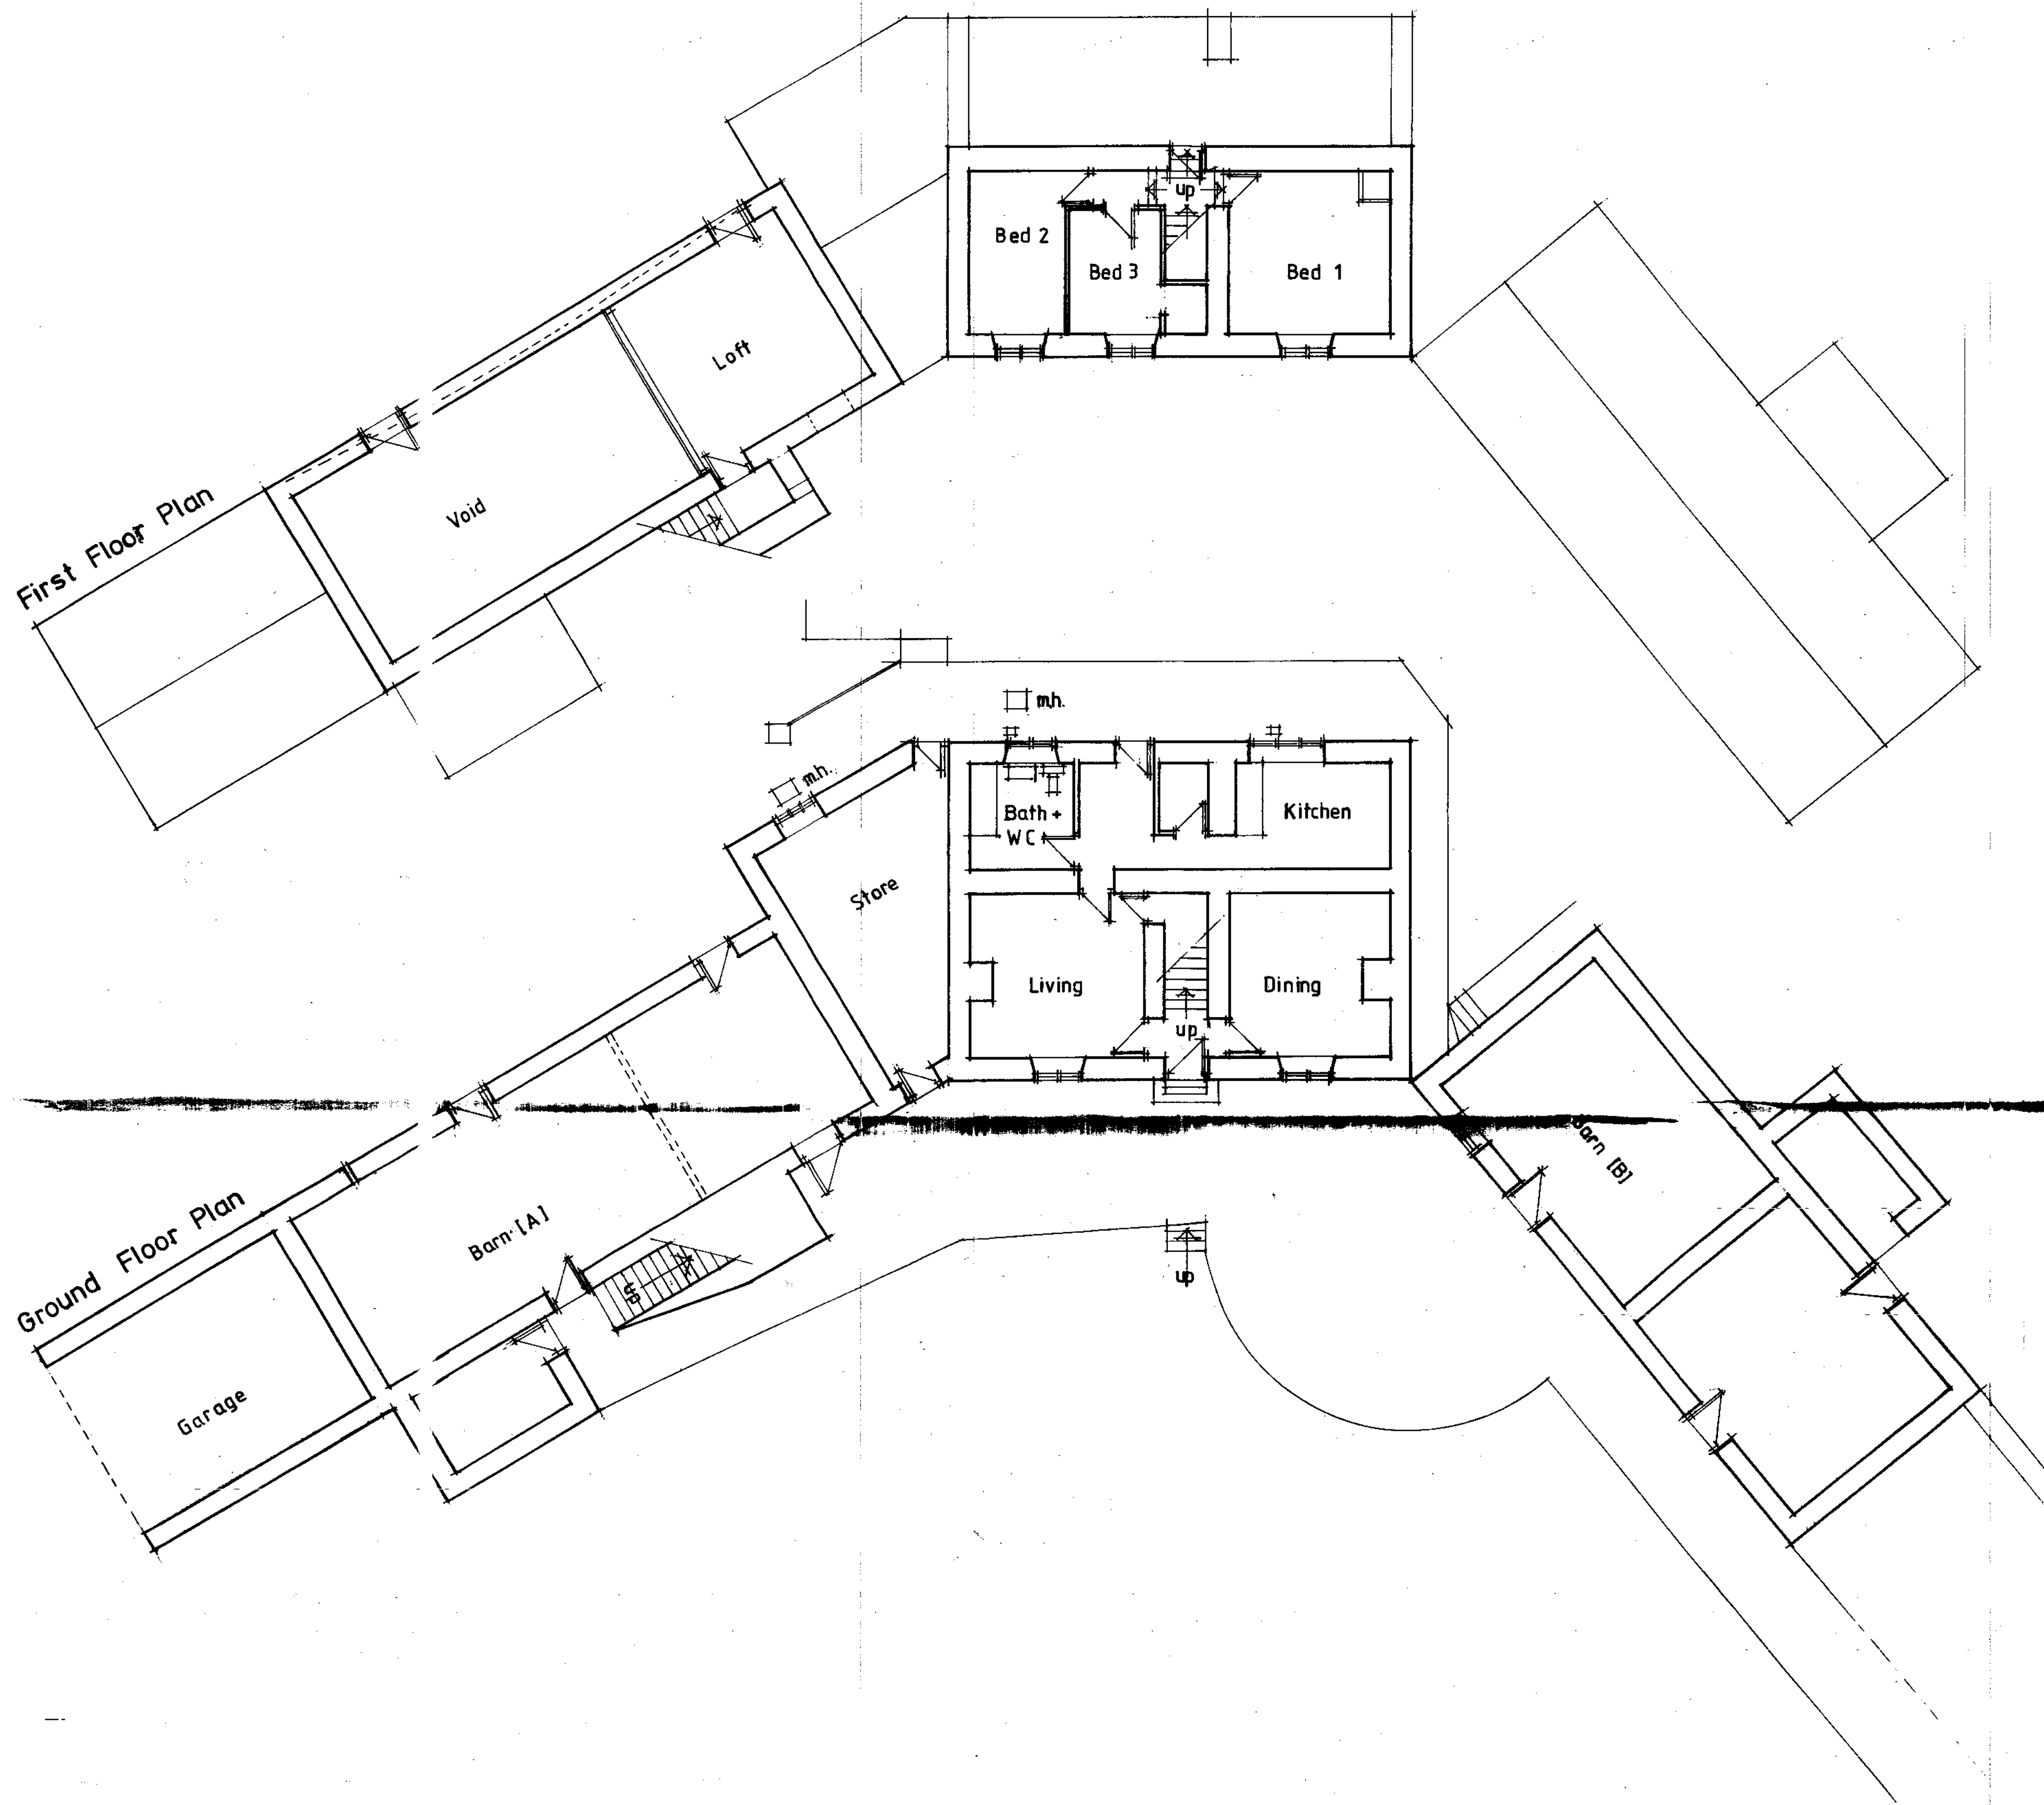 up
Bed 2
Bed 3
Bed 1
Loft
Void
First Floor Plan
m.h.
m.h.
Bath +
WC
Kitchen
Store
Living
Dining
up
Barn [B]
Barn [A]
Ground Floor Plan
up
up
Garage